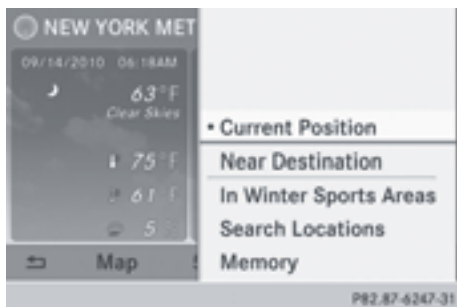 NEW YORK MET
09/14/2010 06:18AM
63°F
Clear Skies
75°F
61°F
5
Map
• Current Position
Near Destination
In Winter Sports Areas
Search Locations
Memory
P82.87-6247-31